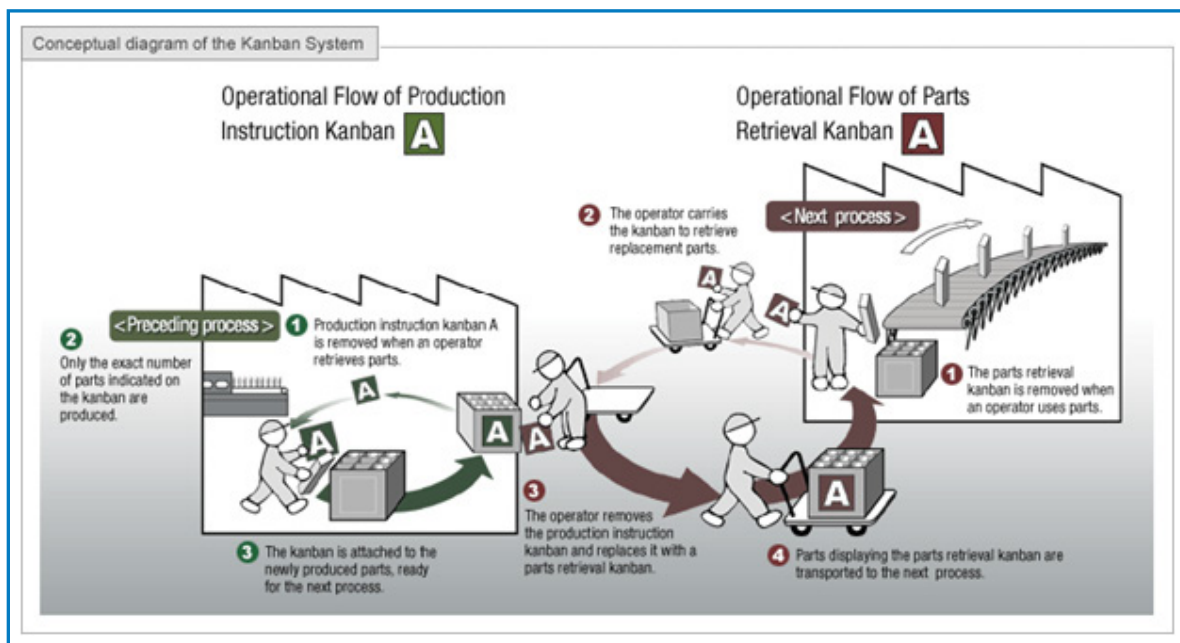 Conceptual diagram of the Kanban System
Operational Flow of Production
Instruction Kanban A
Operational Flow of Parts
Retrieval Kanban A
<Next process>
2 The operator carries
the kanban to retrieve
replacement parts.
A
A
1 The parts retrieval
kanban is removed when
an operator uses parts.
<Preceding process>
1 Production instruction kanban A
is removed when an operator
retrieves parts.
2
Only the exact number
of parts indicated on
the kanban are
produced.
A
A
A
A
3
The operator removes
the production instruction
kanban and replaces it with a
parts retrieval kanban.
A
3 The kanban is attached to the
newly produced parts, ready
for the next process.
4 Parts displaying the parts retrieval kanban are
transported to the next process.